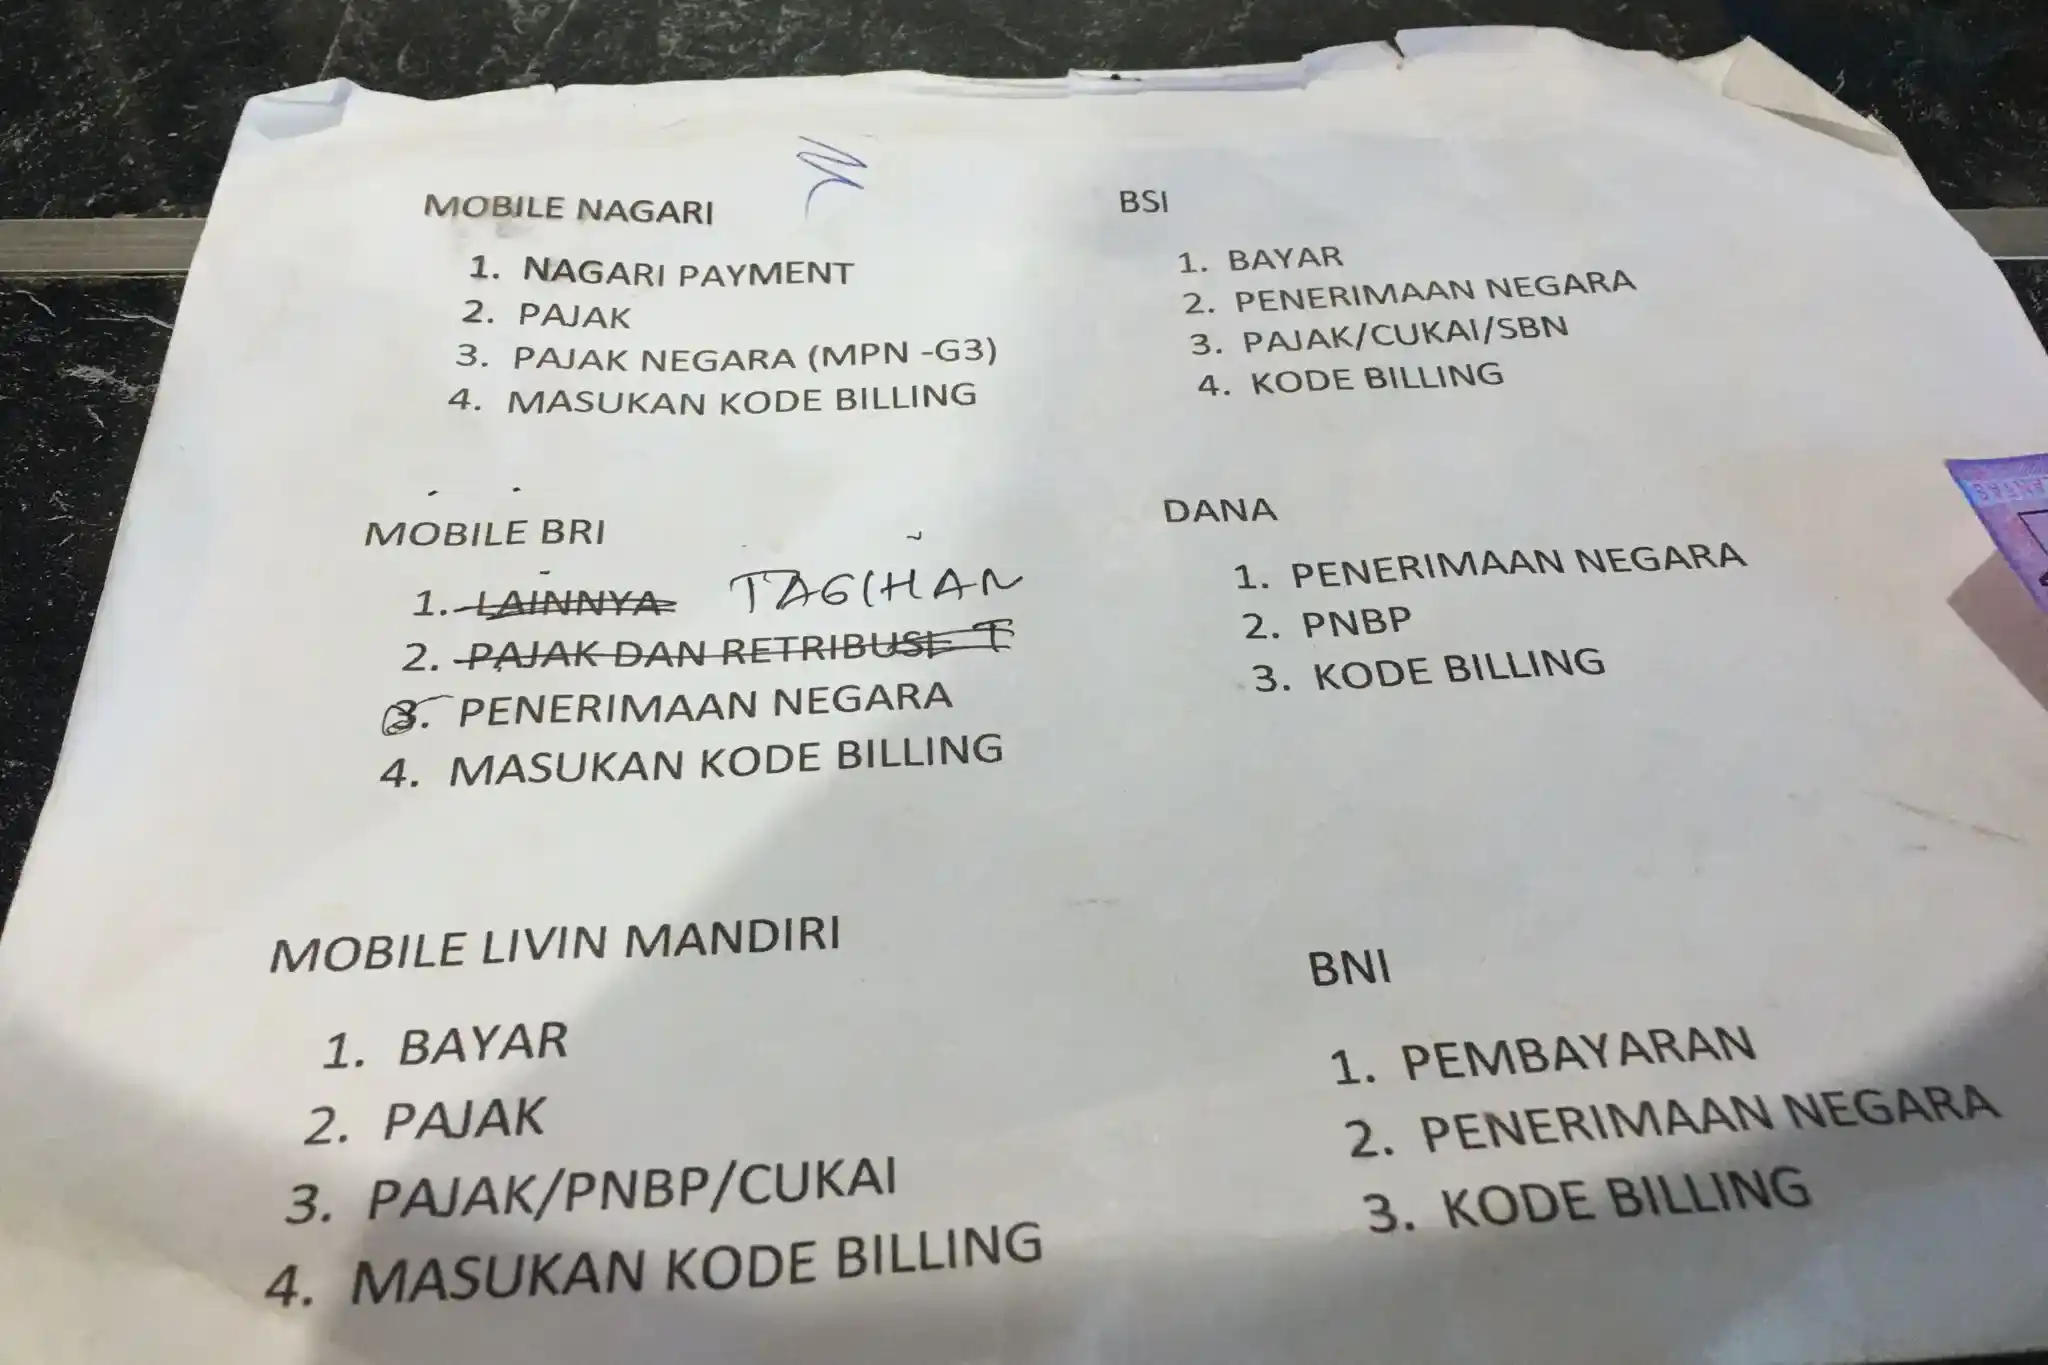 MOBILE NAGARI
1. NAGARI PAYMENT
2. PAJAK
3. PAJAK NEGARA (MPN -G3)
4. MASUKAN KODE BILLING
BSI
1. BAYAR
2. PENERIMAAN NEGARA
3. PAJAK/CUKAI/SBN
4. KODE BILLING
MOBILE BRI
1. LAINNYA TAGIHAN
2. PAJAK DAN RETRIBUSI
3. PENERIMAAN NEGARA
4. MASUKAN KODE BILLING
DANA
1. PENERIMAAN NEGARA
2. PNBP
3. KODE BILLING
MOBILE LIVIN MANDIRI
1. BAYAR
2. PAJAK
3. PAJAK/PNBP/CUKAI
4. MASUKAN KODE BILLING
BNI
1. PEMBAYARAN
2. PENERIMAAN NEGARA
3. KODE BILLING